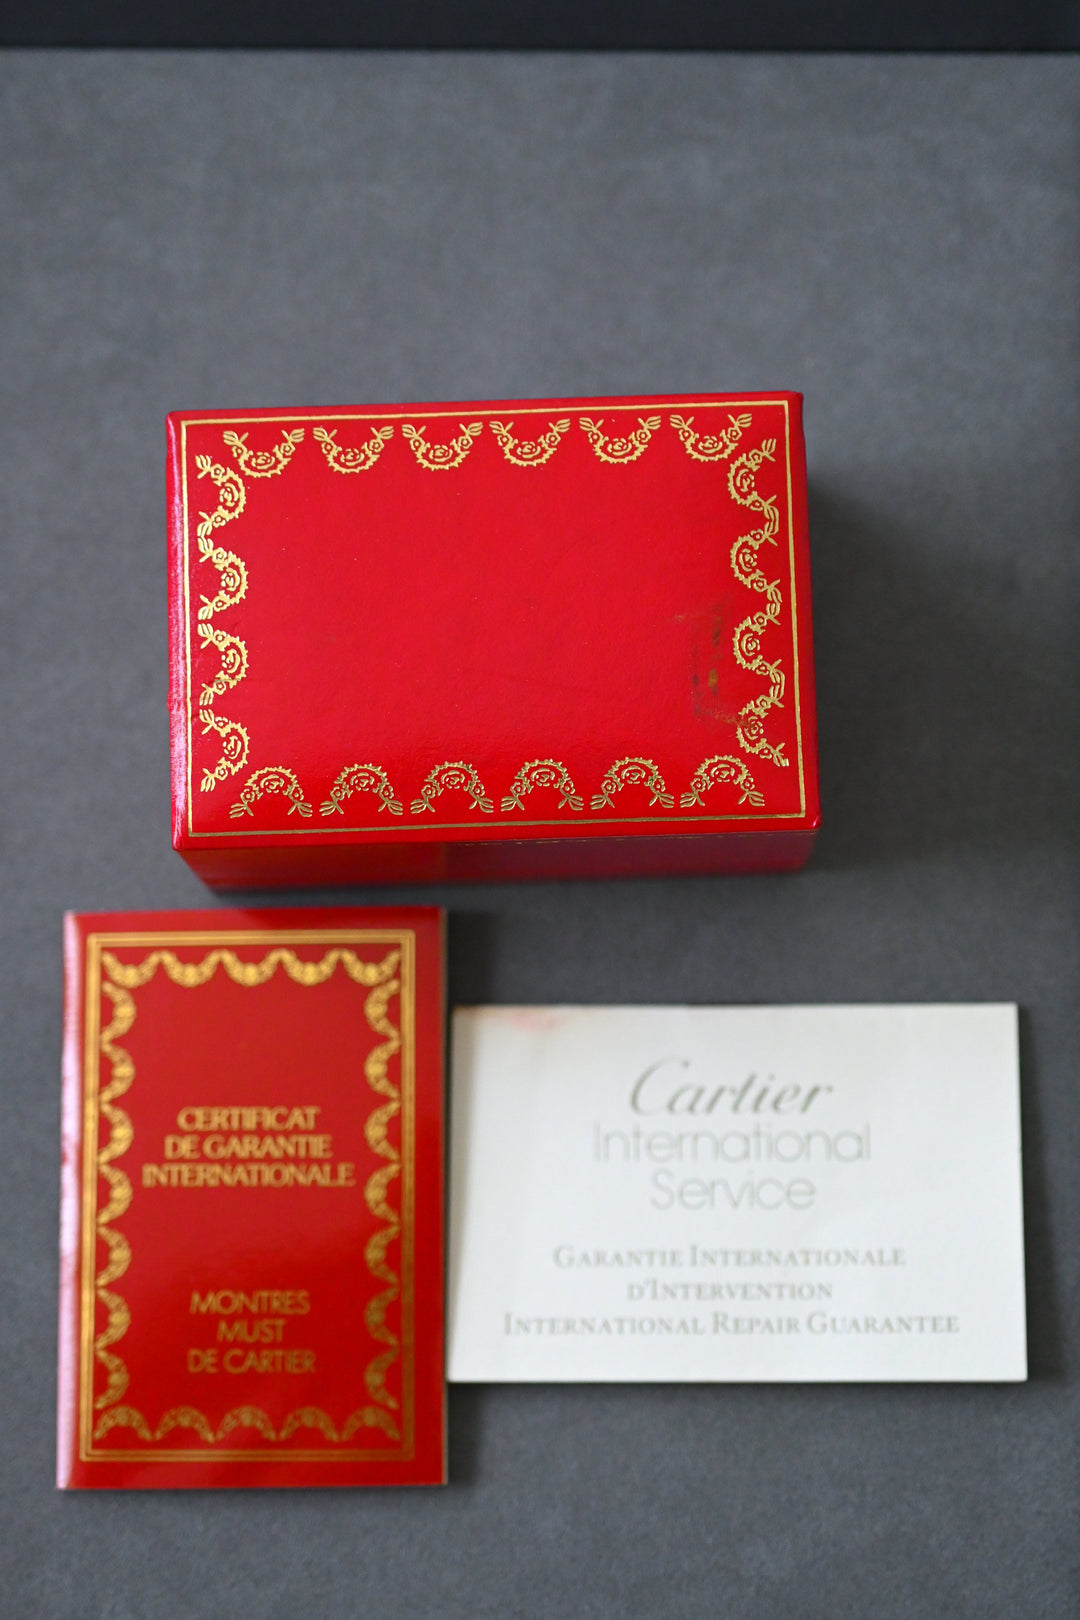 CERTIFICAT
DE GARANTIE
INTERNATIONALE
MONTRES
MUST
DE CARTIER
Cartier
International
Service
GARANTIE INTERNATIONALE
D'INTERVENTION
INTERNATIONAL REPAIR GUARANTEE